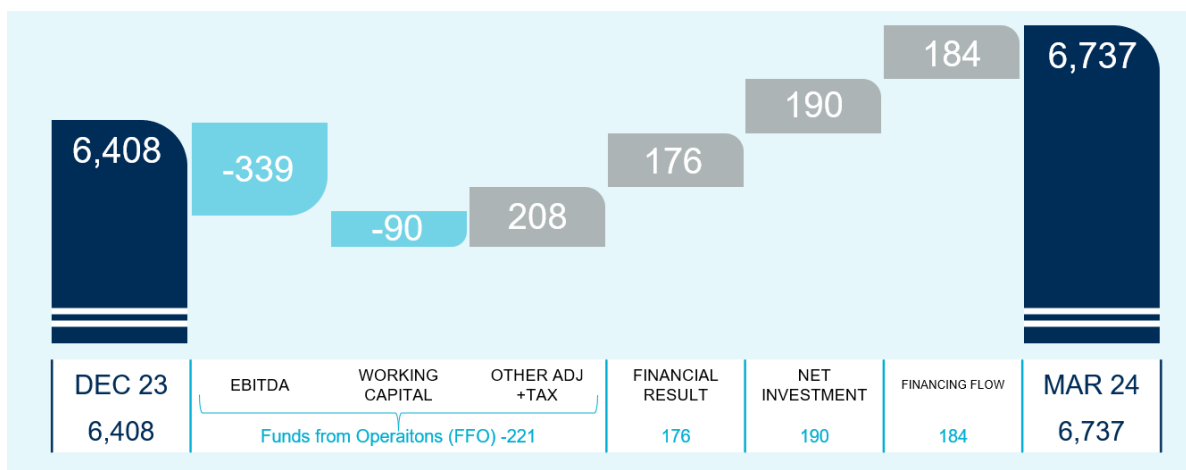 6,408
-339
-90
208
176
190
184
6,737
DEC 23
6,408
EBITDA
WORKING
CAPITAL
OTHER ADJ
+TAX
Funds from Operaitons (FFO) -221
FINANCIAL
RESULT
176
NET
INVESTMENT
190
FINANCING FLOW
184
MAR 24
6,737